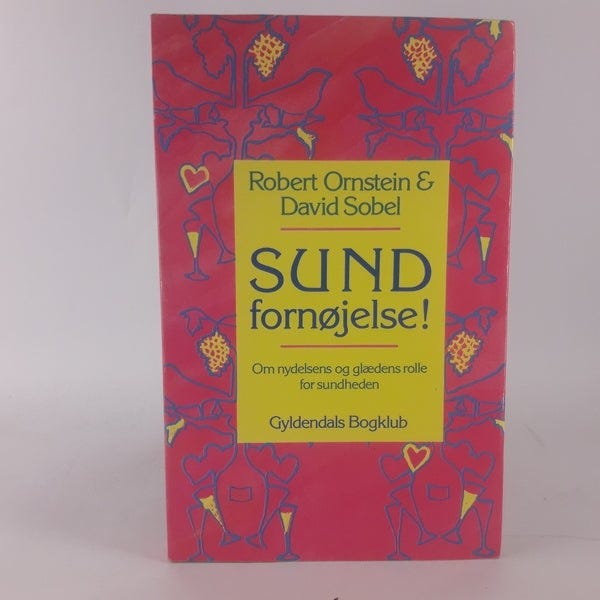 Robert Ornstein &
David Sobel
SUND
fornøjelse!
Om nydelsens og glædens rolle
for sundheden
Gyldendals Bogklub